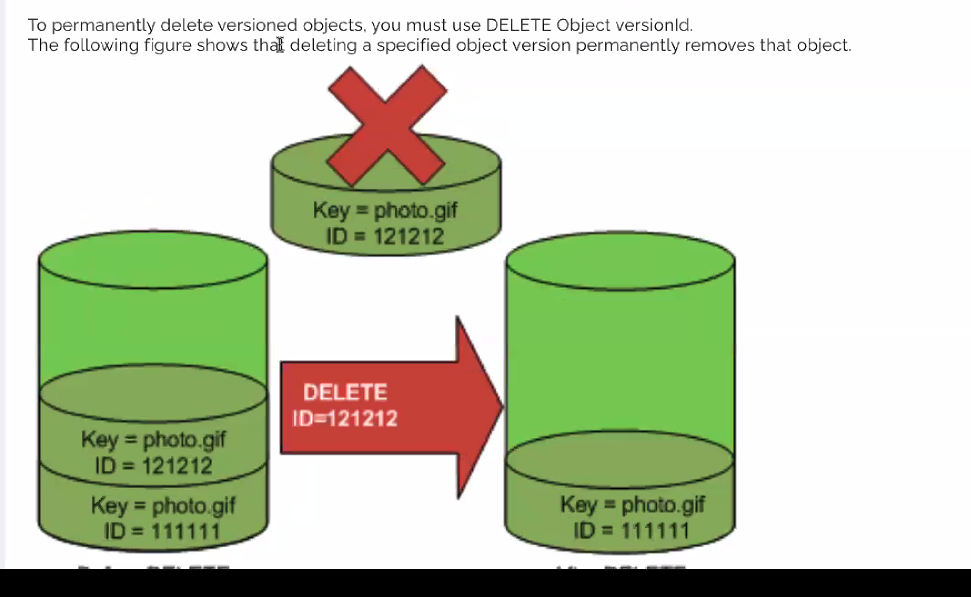 To permanently delete versioned objects, you must use DELETE Object versionId.
The following figure shows that deleting a specified object version permanently removes that object.
Key = photo.gif
ID = 121212
DELETE
ID=121212
Key = photo.gif
ID = 121212
Key = photo.gif
ID = 111111
Key = photo.gif
ID = 111111